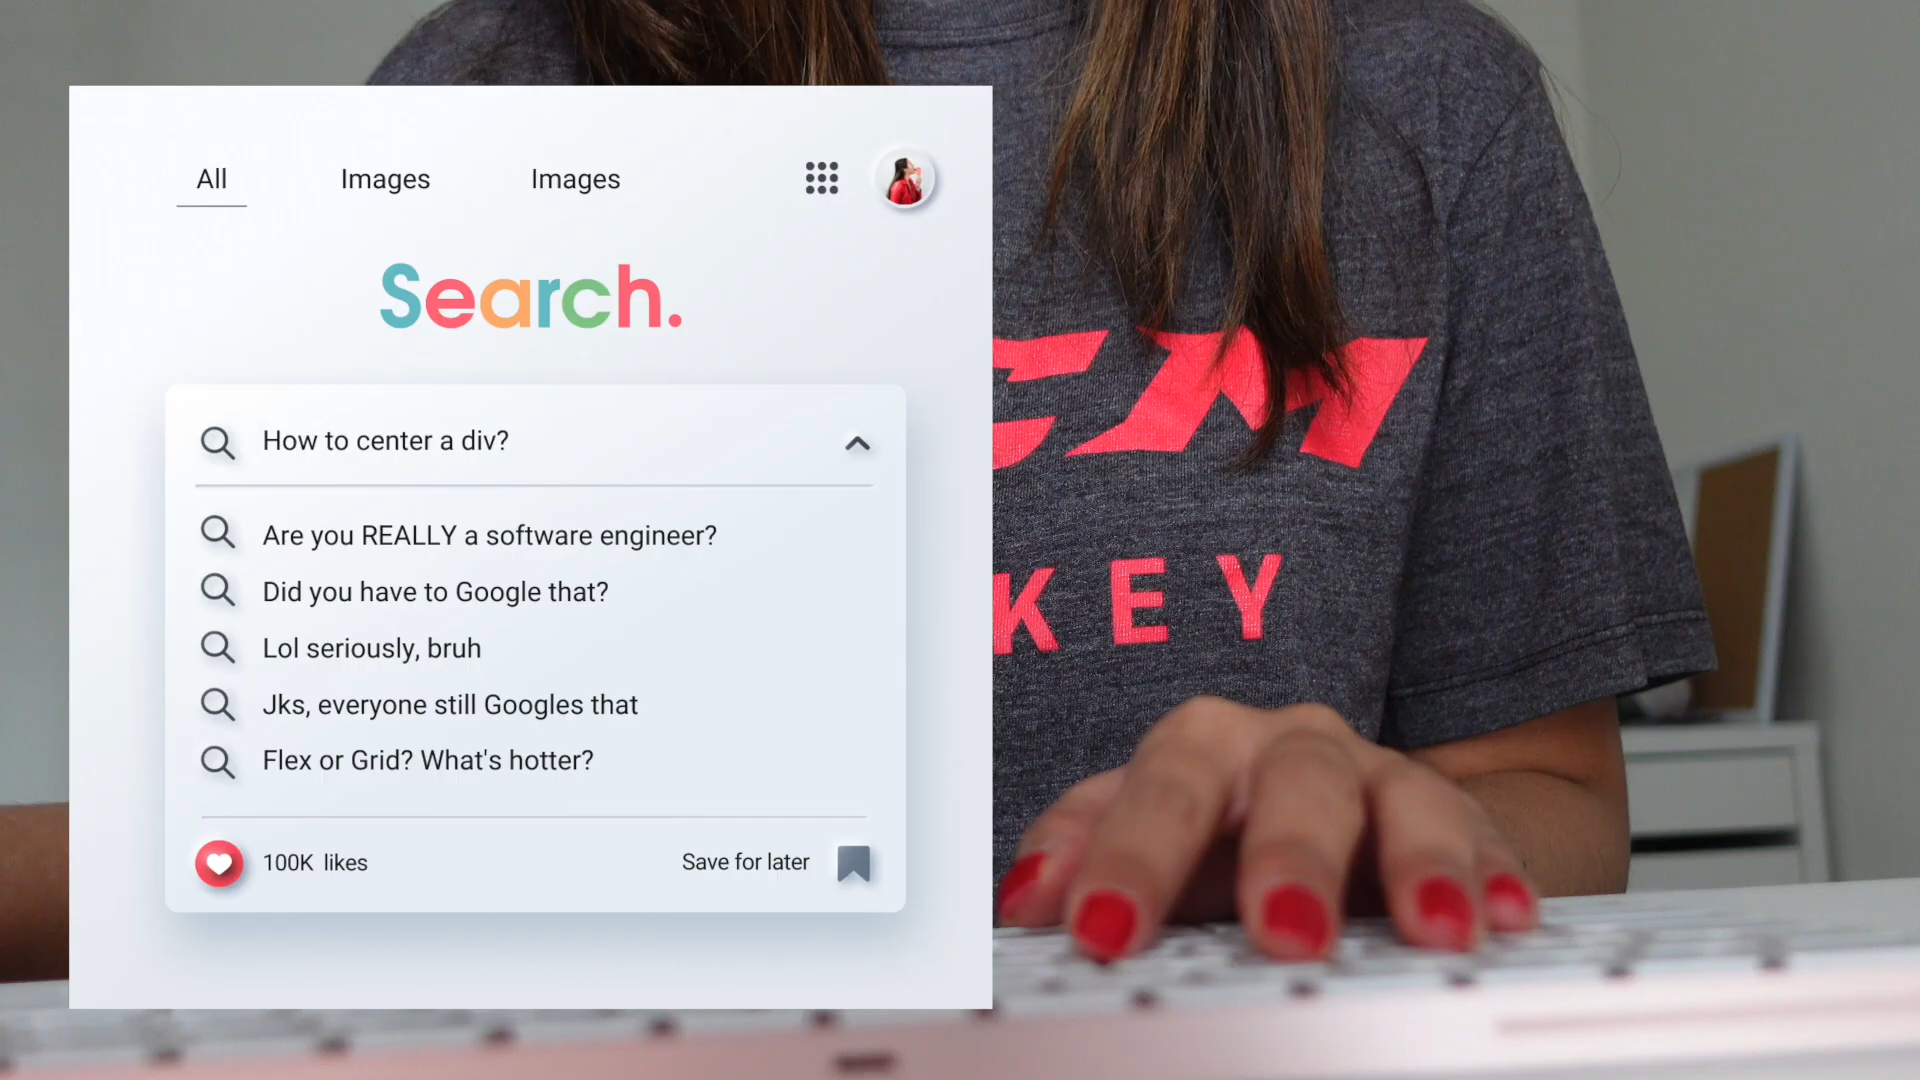 All Images Images
Search.
How to center a div?
Are you REALLY a software engineer?
Did you have to Google that?
Lol seriously, bruh
Jks, everyone still Googles that
Flex or Grid? What's hotter?
100K likes Save for later
KEY